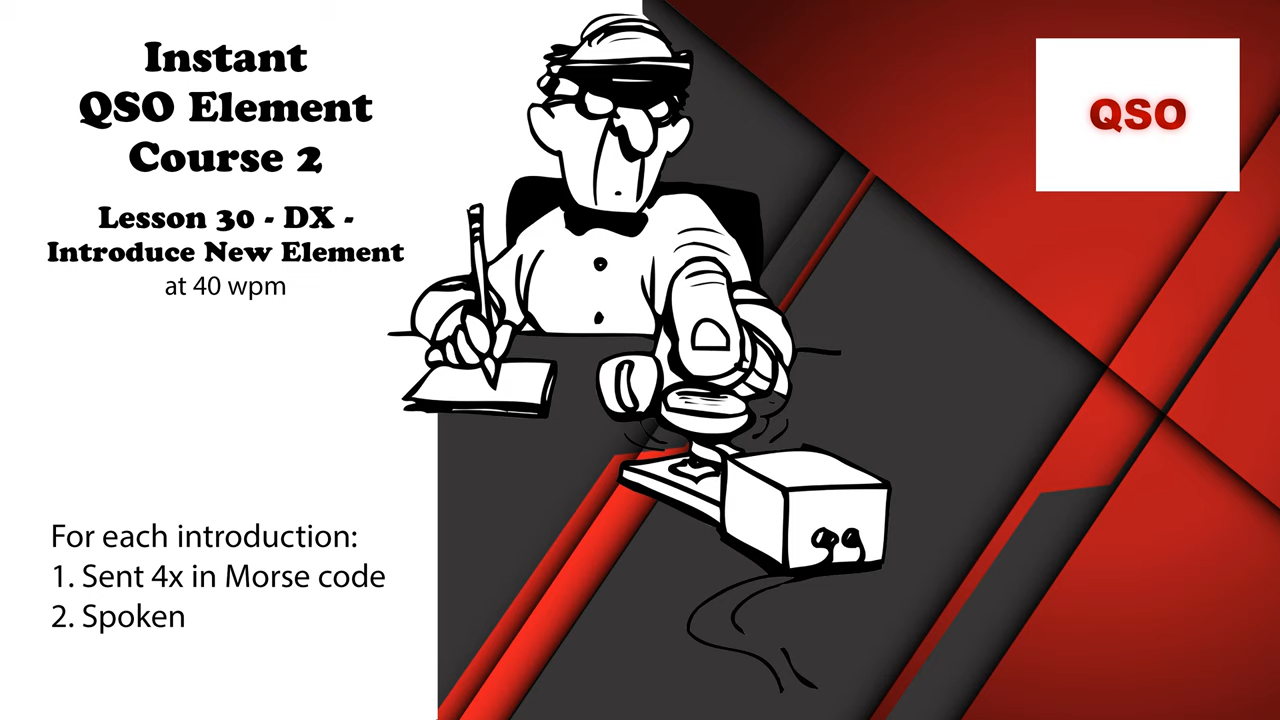 Instant
QSO Element
Course 2
Lesson 30 - DX -
Introduce New Element
at 40 wpm
QSO
For each introduction:
1. Sent 4x in Morse code
2. Spoken